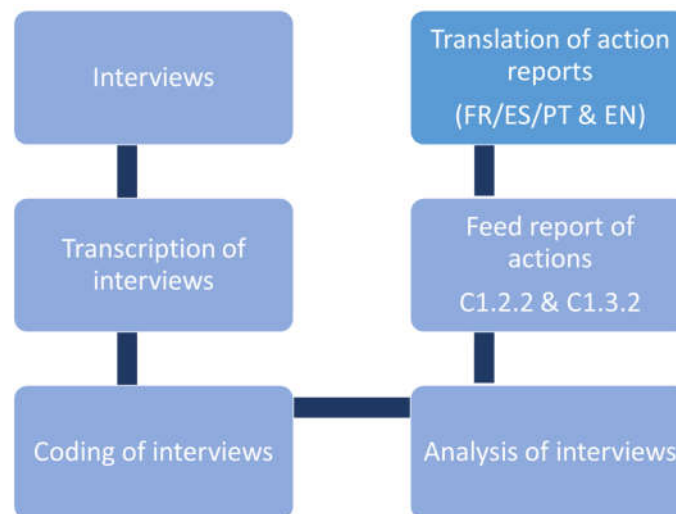 Interviews
Transcription of
interviews
Coding of interviews
Analysis of interviews
Feed report of
actions
C1.2.2 & C1.3.2
Translation of action
reports
(FR/ES/PT & EN)